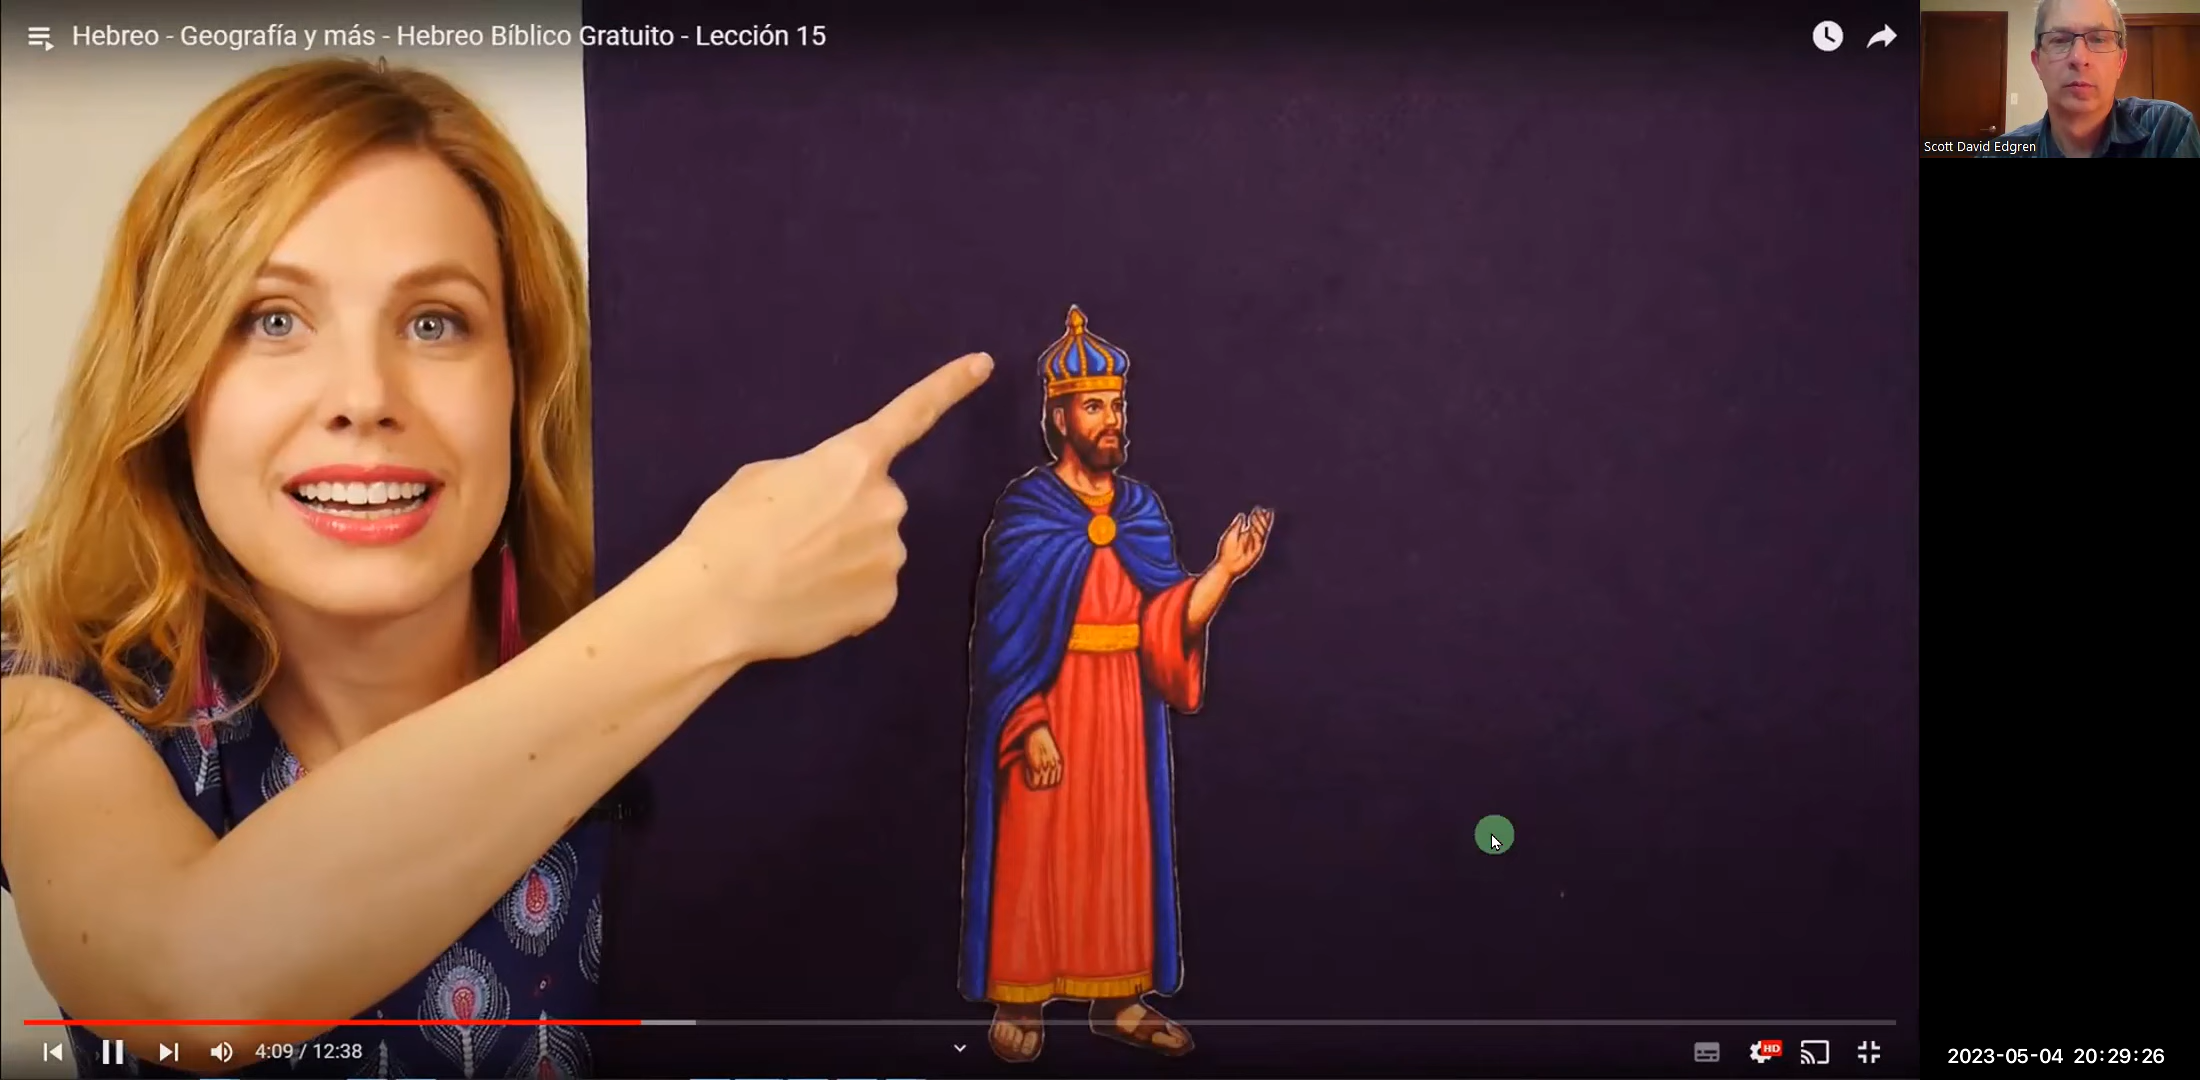 Hebreo - Geografía y más - Hebreo Bíblico Gratuito - Lección 15
Scott David Edgren
4:09 / 12:38
HD
2023-05-04 20:29:26